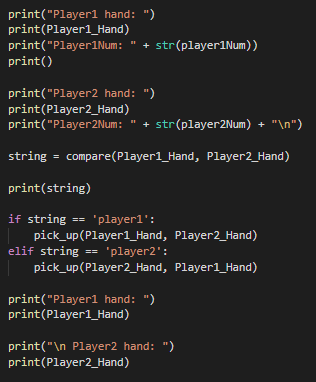 print("Player1 hand: ")
print(Player1_Hand)
print("Player1Num: " + str(player1Num))
print()

print("Player2 hand: ")
print(Player2_Hand)
print("Player2Num: " + str(player2Num) + "\n")

string = compare(Player1_Hand, Player2_Hand)

print(string)

if string == 'player1':
    pick_up(Player1_Hand, Player2_Hand)
elif string == 'player2':
    pick_up(Player2_Hand, Player1_Hand)

print("Player1 hand: ")
print(Player1_Hand)

print("\n Player2 hand: ")
print(Player2_Hand)